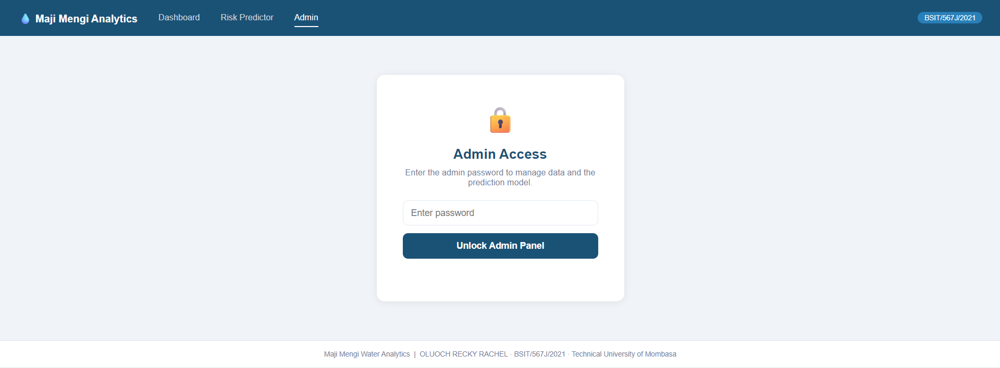 Maji Mengi Analytics
Dashboard
Risk Predictor
Admin
BSIT/567J/2021
Admin Access
Enter the admin password to manage data and the
prediction model.
Enter password
Unlock Admin Panel
Maji Mengi Water Analytics | OLUOCH RECKY RACHEL · BSIT/567J/2021 · Technical University of Mombasa